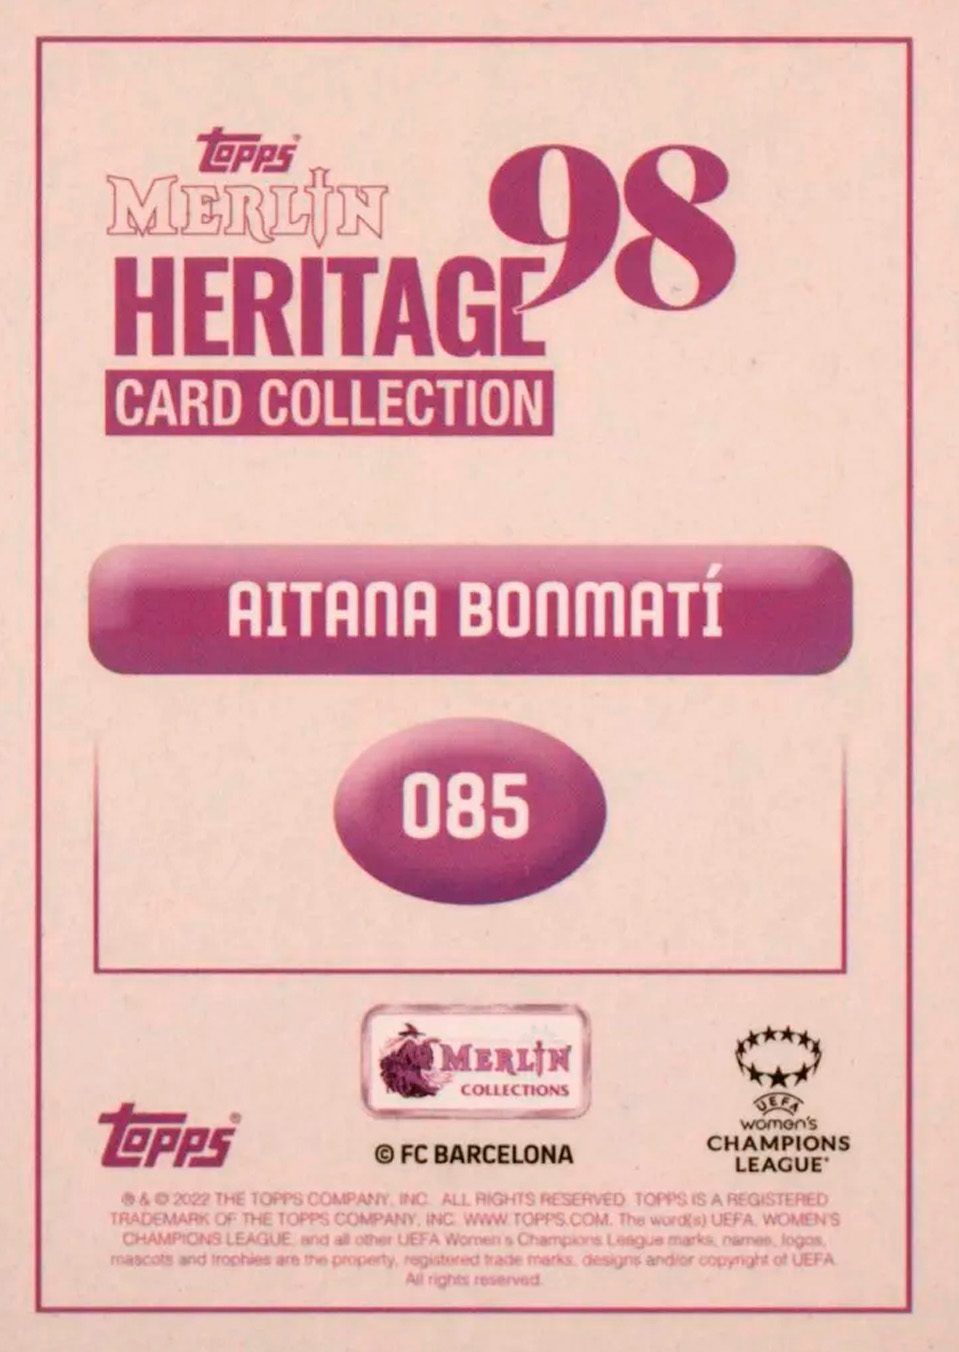 Topps®
MERLIN 98
HERITAGE
CARD COLLECTION
AITANA BONMATÍ
085
MERLIN
COLLECTIONS
Topps®
© FC BARCELONA
UEFA
women's
CHAMPIONS
LEAGUE
® & © 2022 THE TOPPS COMPANY, INC. ALL RIGHTS RESERVED. TOPPS IS A REGISTERED
TRADEMARK OF THE TOPPS COMPANY, INC. WWW.TOPPS.COM. The word(s) UEFA, WOMEN'S
CHAMPIONS LEAGUE, and all other UEFA Women's Champions League marks, names, logos,
mascots and trophies are the property, registered trade marks, designs and/or copyright of UEFA.
All rights reserved.